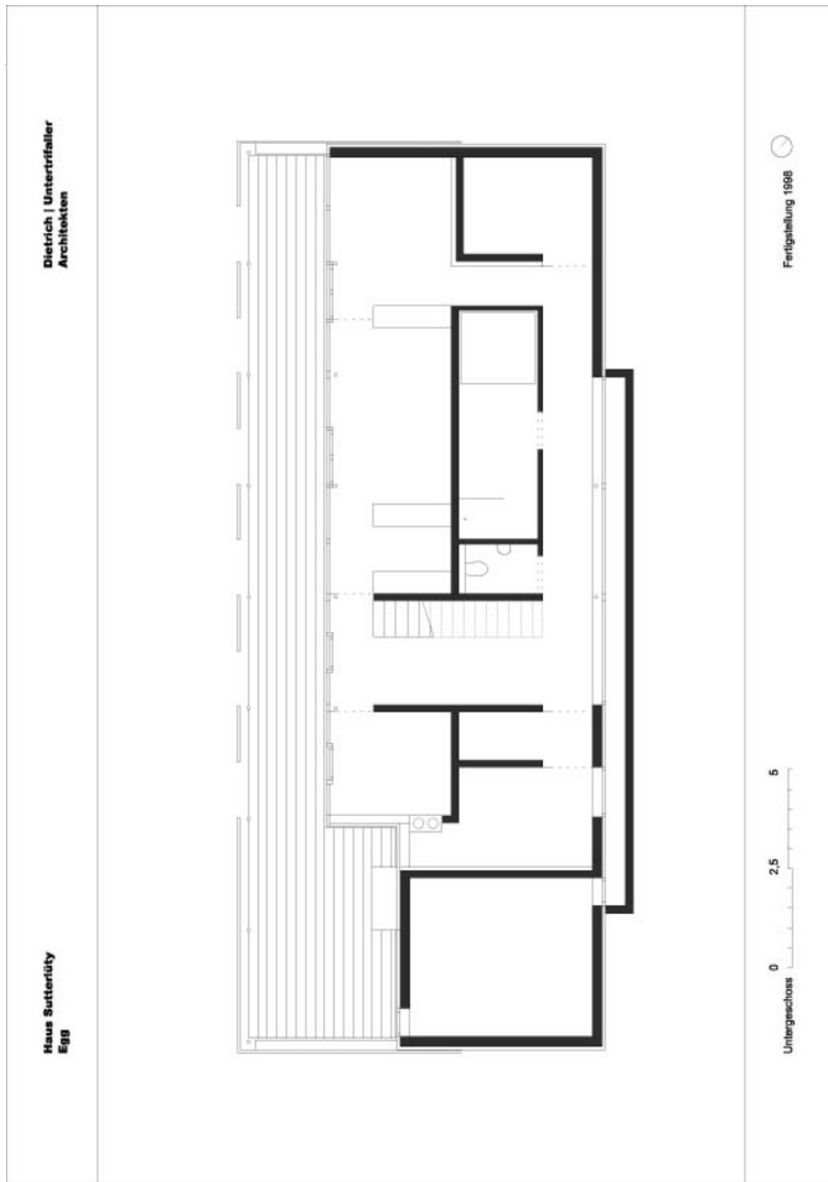 Haus Sutterlüty
Egg
Dietrich | Untertrifaller
Architekten
Untergeschoss
0
2,5
5
Fertigstellung 1998